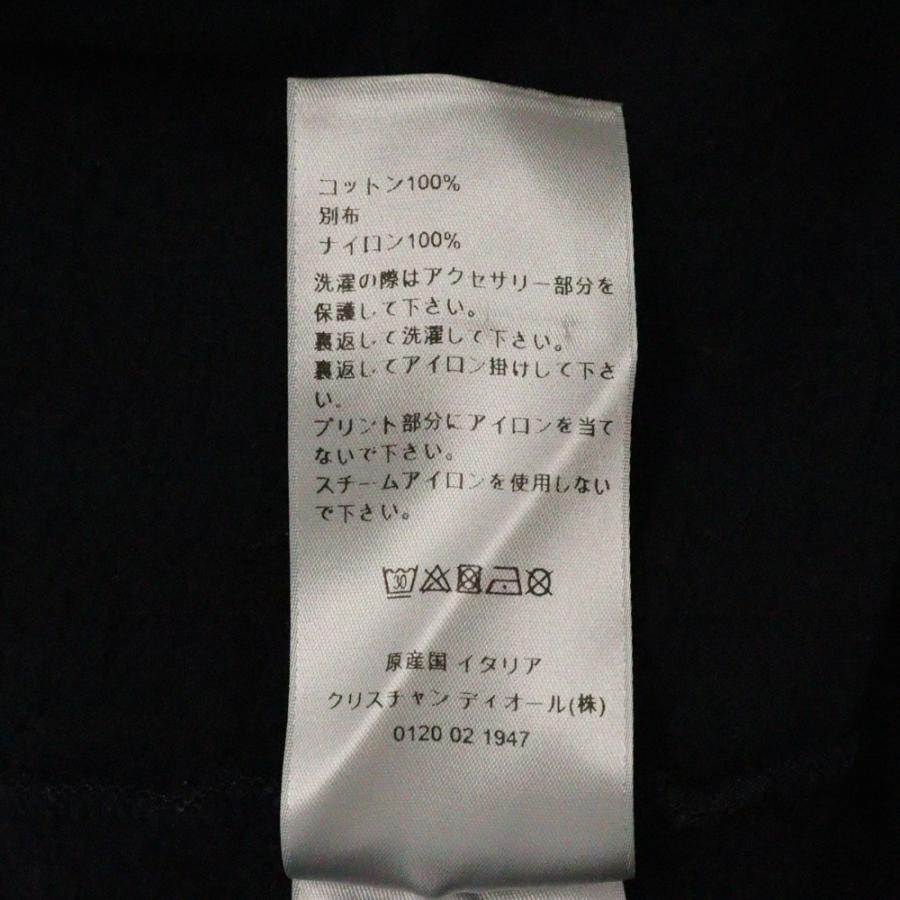 コットン100%
別布
ナイロン100%
洗濯の際はアクセサリー部分を
保護して下さい。
裏返して洗濯して下さい。
裏返してアイロン掛けして下さ
い。
プリント部分にアイロンを当て
ないで下さい。
スチームアイロンを使用しない
で下さい。
30
原産国 イタリア
クリスチャン ディオール(株)
0120 02 1947